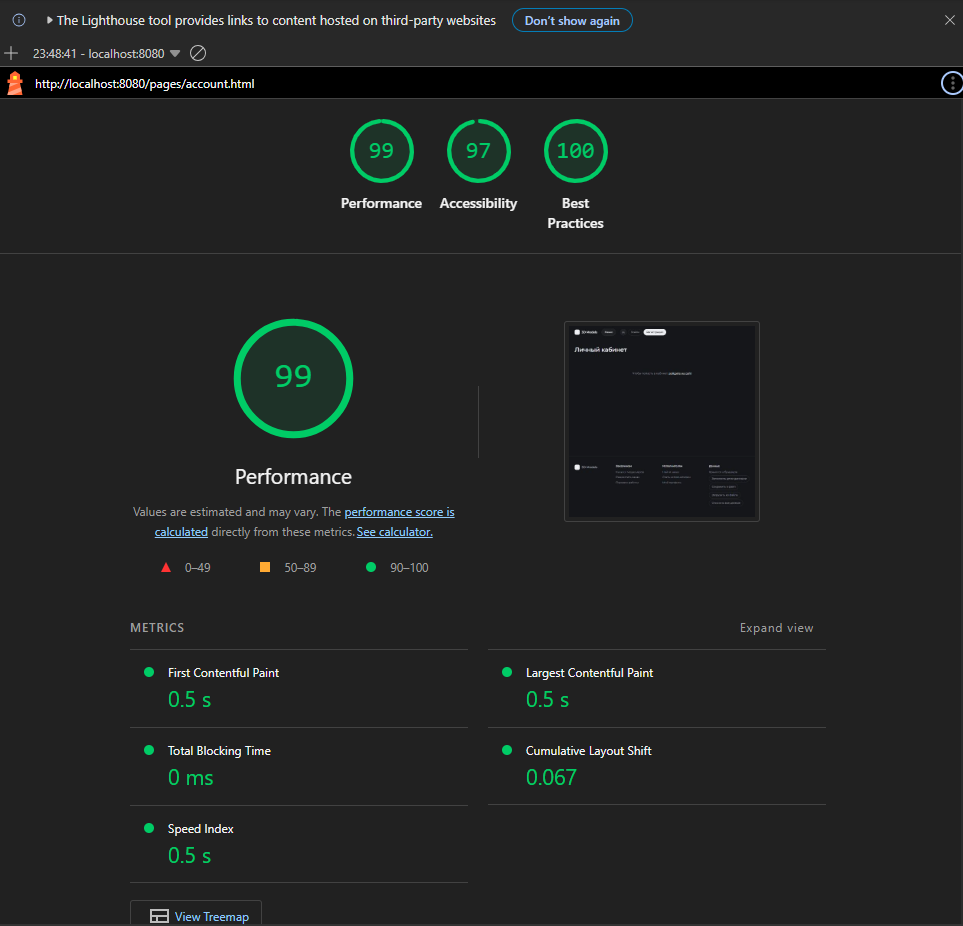 The Lighthouse tool provides links to content hosted on third-party websites
Don't show again
23:48:41 - localhost:8080
http://localhost:8080/pages/account.html
99
97
100
Performance
Accessibility
Best
Practices
99
Performance
Values are estimated and may vary. The performance score is
calculated directly from these metrics. See calculator.
0–49
50–89
90–100
Личный кабинет
METRICS
Expand view
First Contentful Paint
0.5 s
Largest Contentful Paint
0.5 s
Total Blocking Time
0 ms
Cumulative Layout Shift
0.067
Speed Index
0.5 s
View Treemap